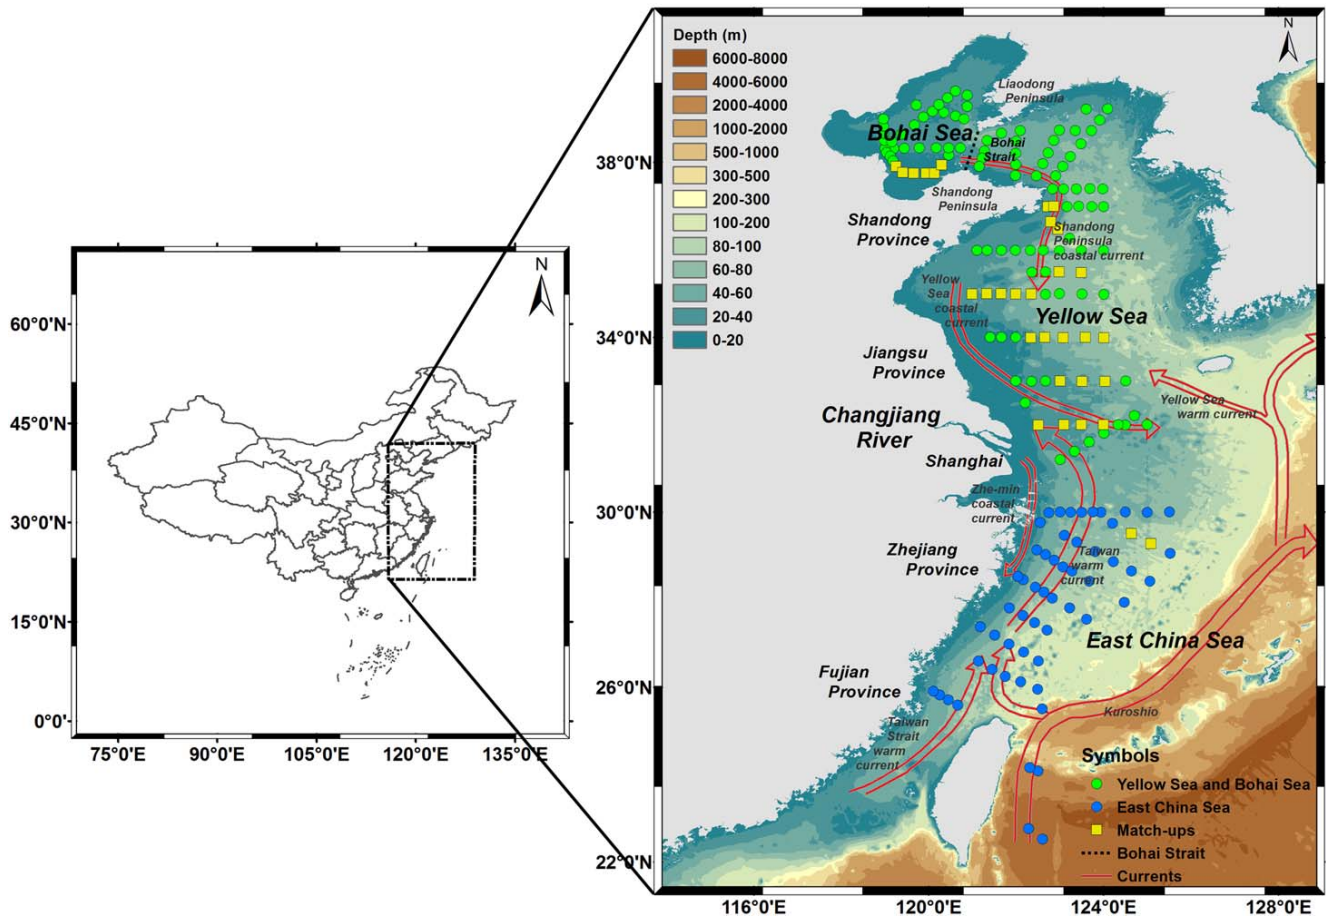 N
60°0'N
45°0'N
30°0'N
15°0'N
0°0'
75°0'E
90°0'E
105°0'E
120°0'E
135°0'E
Depth (m)
6000-8000
4000-6000
2000-4000
1000-2000
500-1000
300-500
200-300
100-200
80-100
60-80
40-60
20-40
0-20
N
38°0'N
34°0'N
30°0'N
26°0'N
22°0'N
116°0'E
120°0'E
124°0'E
128°0'E
Liaodong
Peninsula
Bohai Sea
Bohai
Strait
Shandong
Peninsula
Shandong
Province
Shandong
Peninsula
coastal current
Yellow
Sea
coastal
current
Yellow Sea
Jiangsu
Province
Yellow Sea
warm current
Changjiang
River
Shanghai
Zhe-min
coastal
current
Zhejiang
Province
Taiwan
warm
current
East China Sea
Fujian
Province
Kuroshio
Taiwan
Strait
warm
current
Symbols
Yellow Sea and Bohai Sea
East China Sea
Match-ups
Bohai Strait
Currents